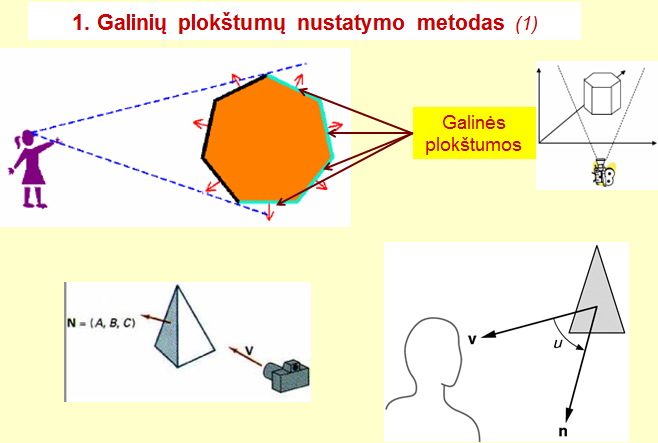 1. Galinių plokštumų nustatymo metodas (1)
Galinės
plokštumos
N = (A, B, C)
V
v
u
n